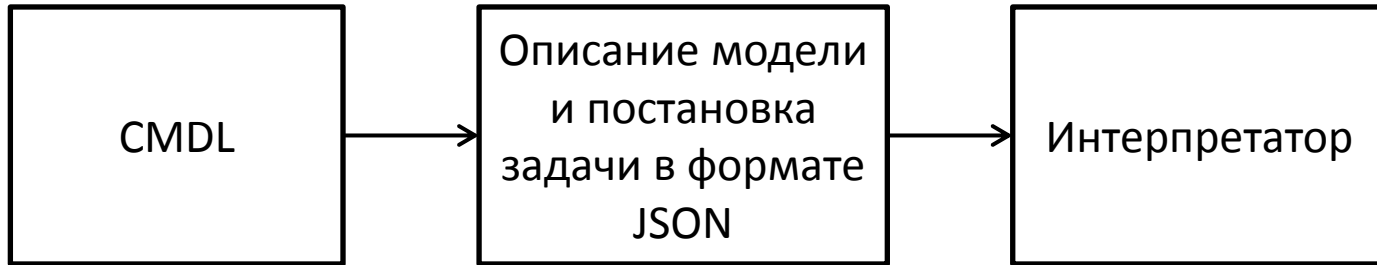 CMDL
Описание модели
и постановка
задачи в формате
JSON
Интерпретатор